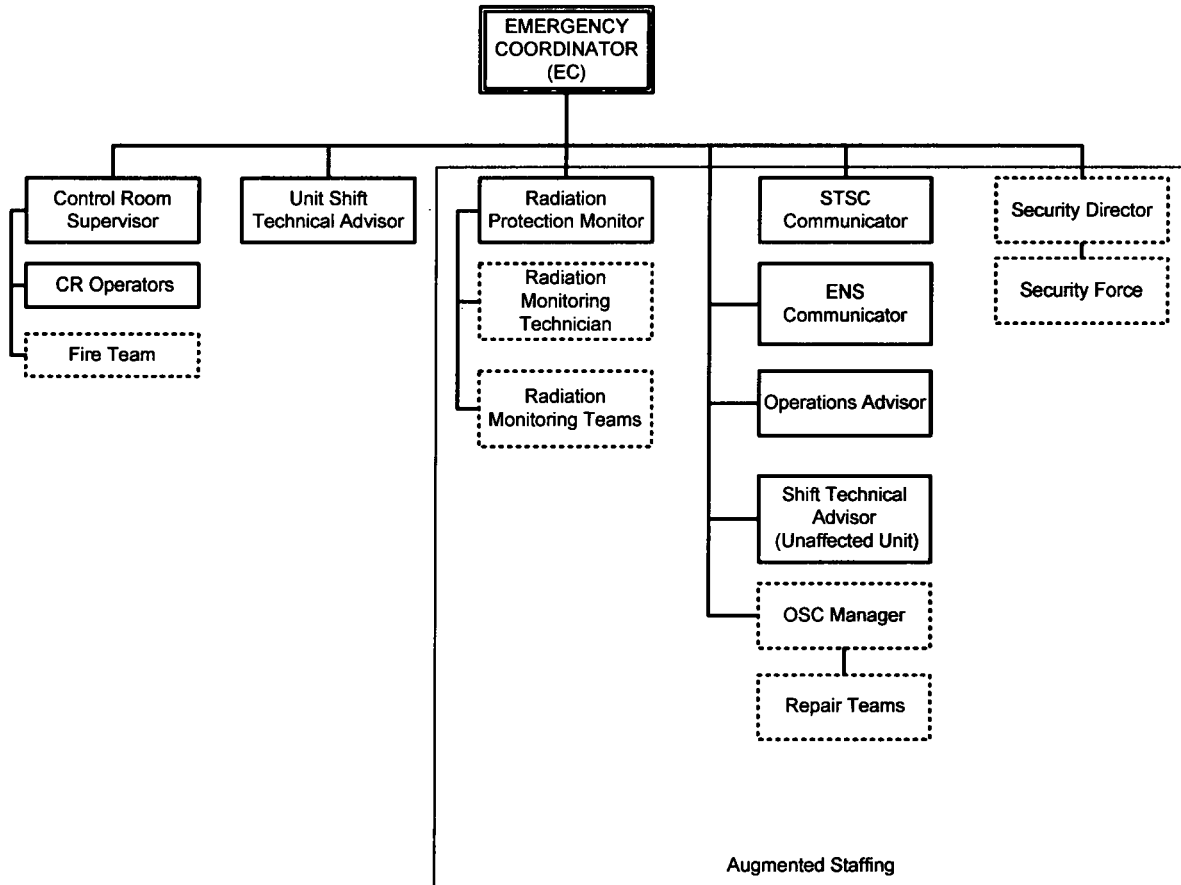 EMERGENCY
COORDINATOR
(EC)
Control Room
Supervisor
CR Operators
Fire Team
Unit Shift
Technical Advisor
Radiation
Protection Monitor
Radiation
Monitoring
Technician
Radiation
Monitoring Teams
STSC
Communicator
ENS
Communicator
Operations Advisor
Shift Technical
Advisor
(Unaffected Unit)
OSC Manager
Repair Teams
Security Director
Security Force
Augmented Staffing